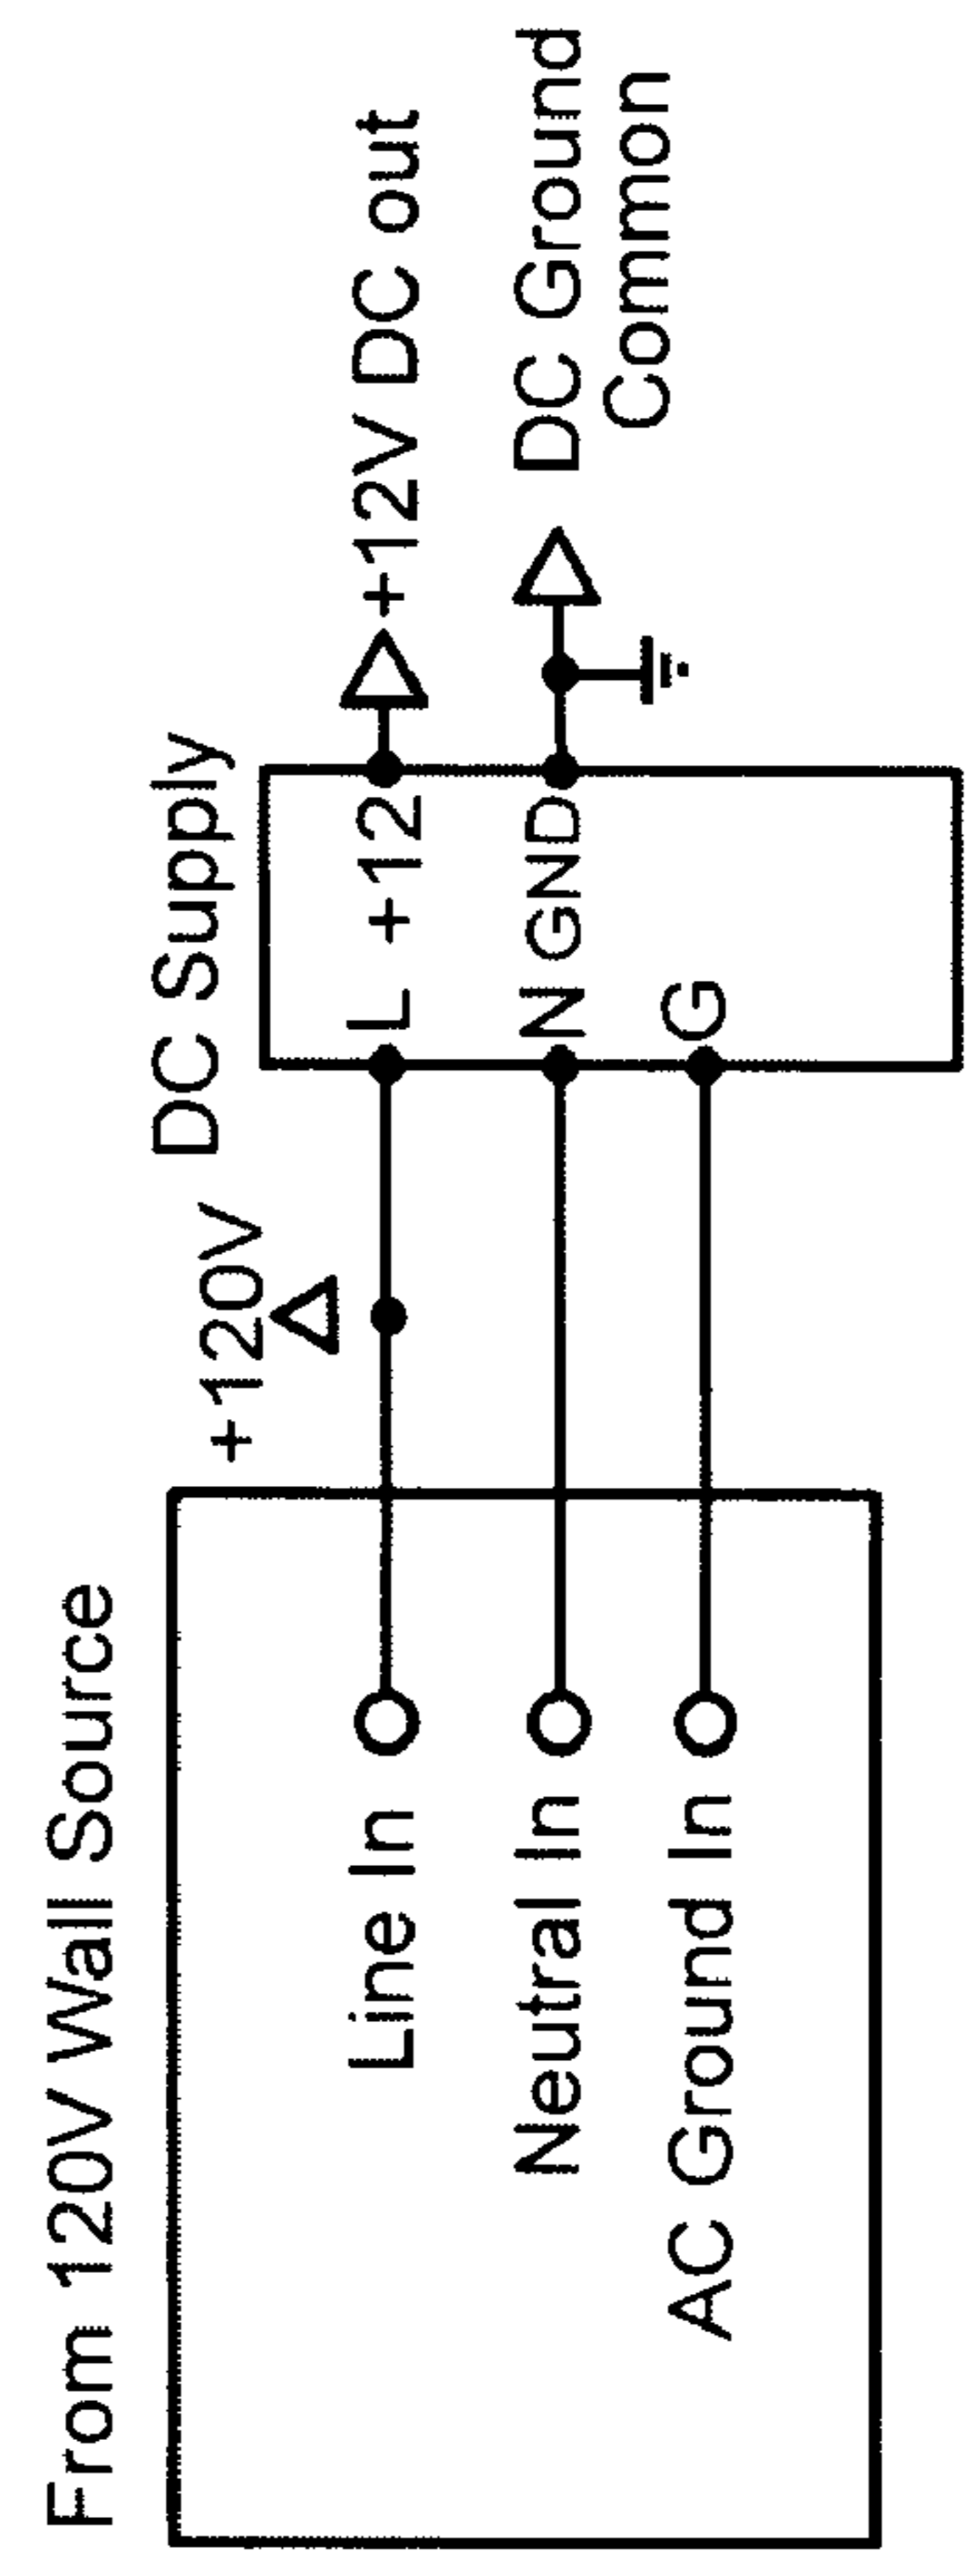 From 120V Wall Source
+120V
DC Supply
Line In
L +12
+12V DC out
Neutral In
N GND
DC Ground
Common
AC Ground In
G